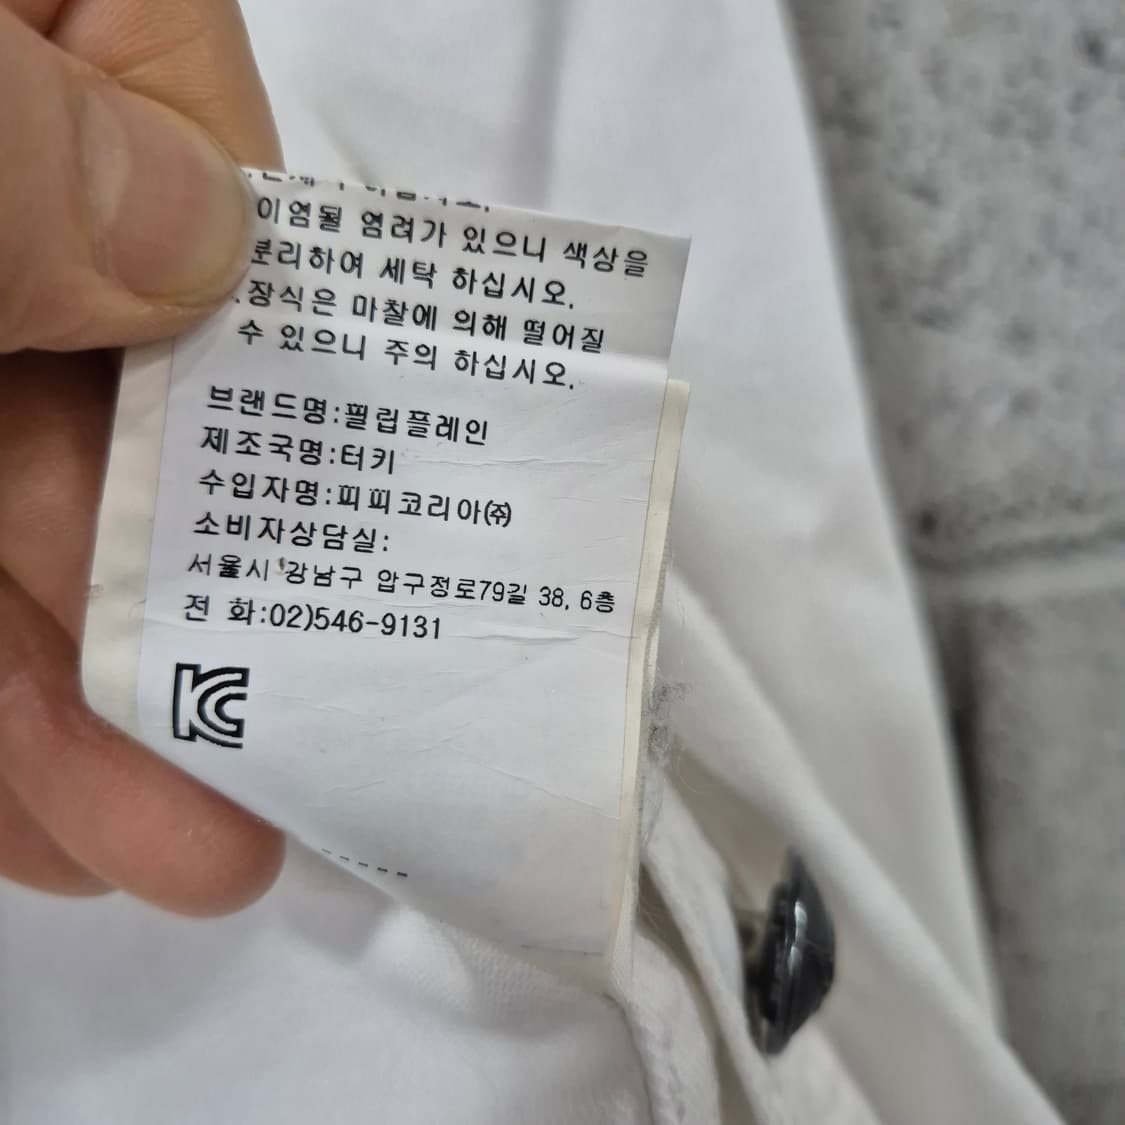 이염될 염려가 있으니 색상을
분리하여 세탁 하십시오.
.장식은 마찰에 의해 떨어질
수 있으니 주의 하십시오.
브랜드명:필립플레인
제조국명:터키
수입자명:피피코리아㈜
소비자상담실:
서울시 강남구 압구정로79길 38, 6층
전 화:02)546-9131
KC
-----